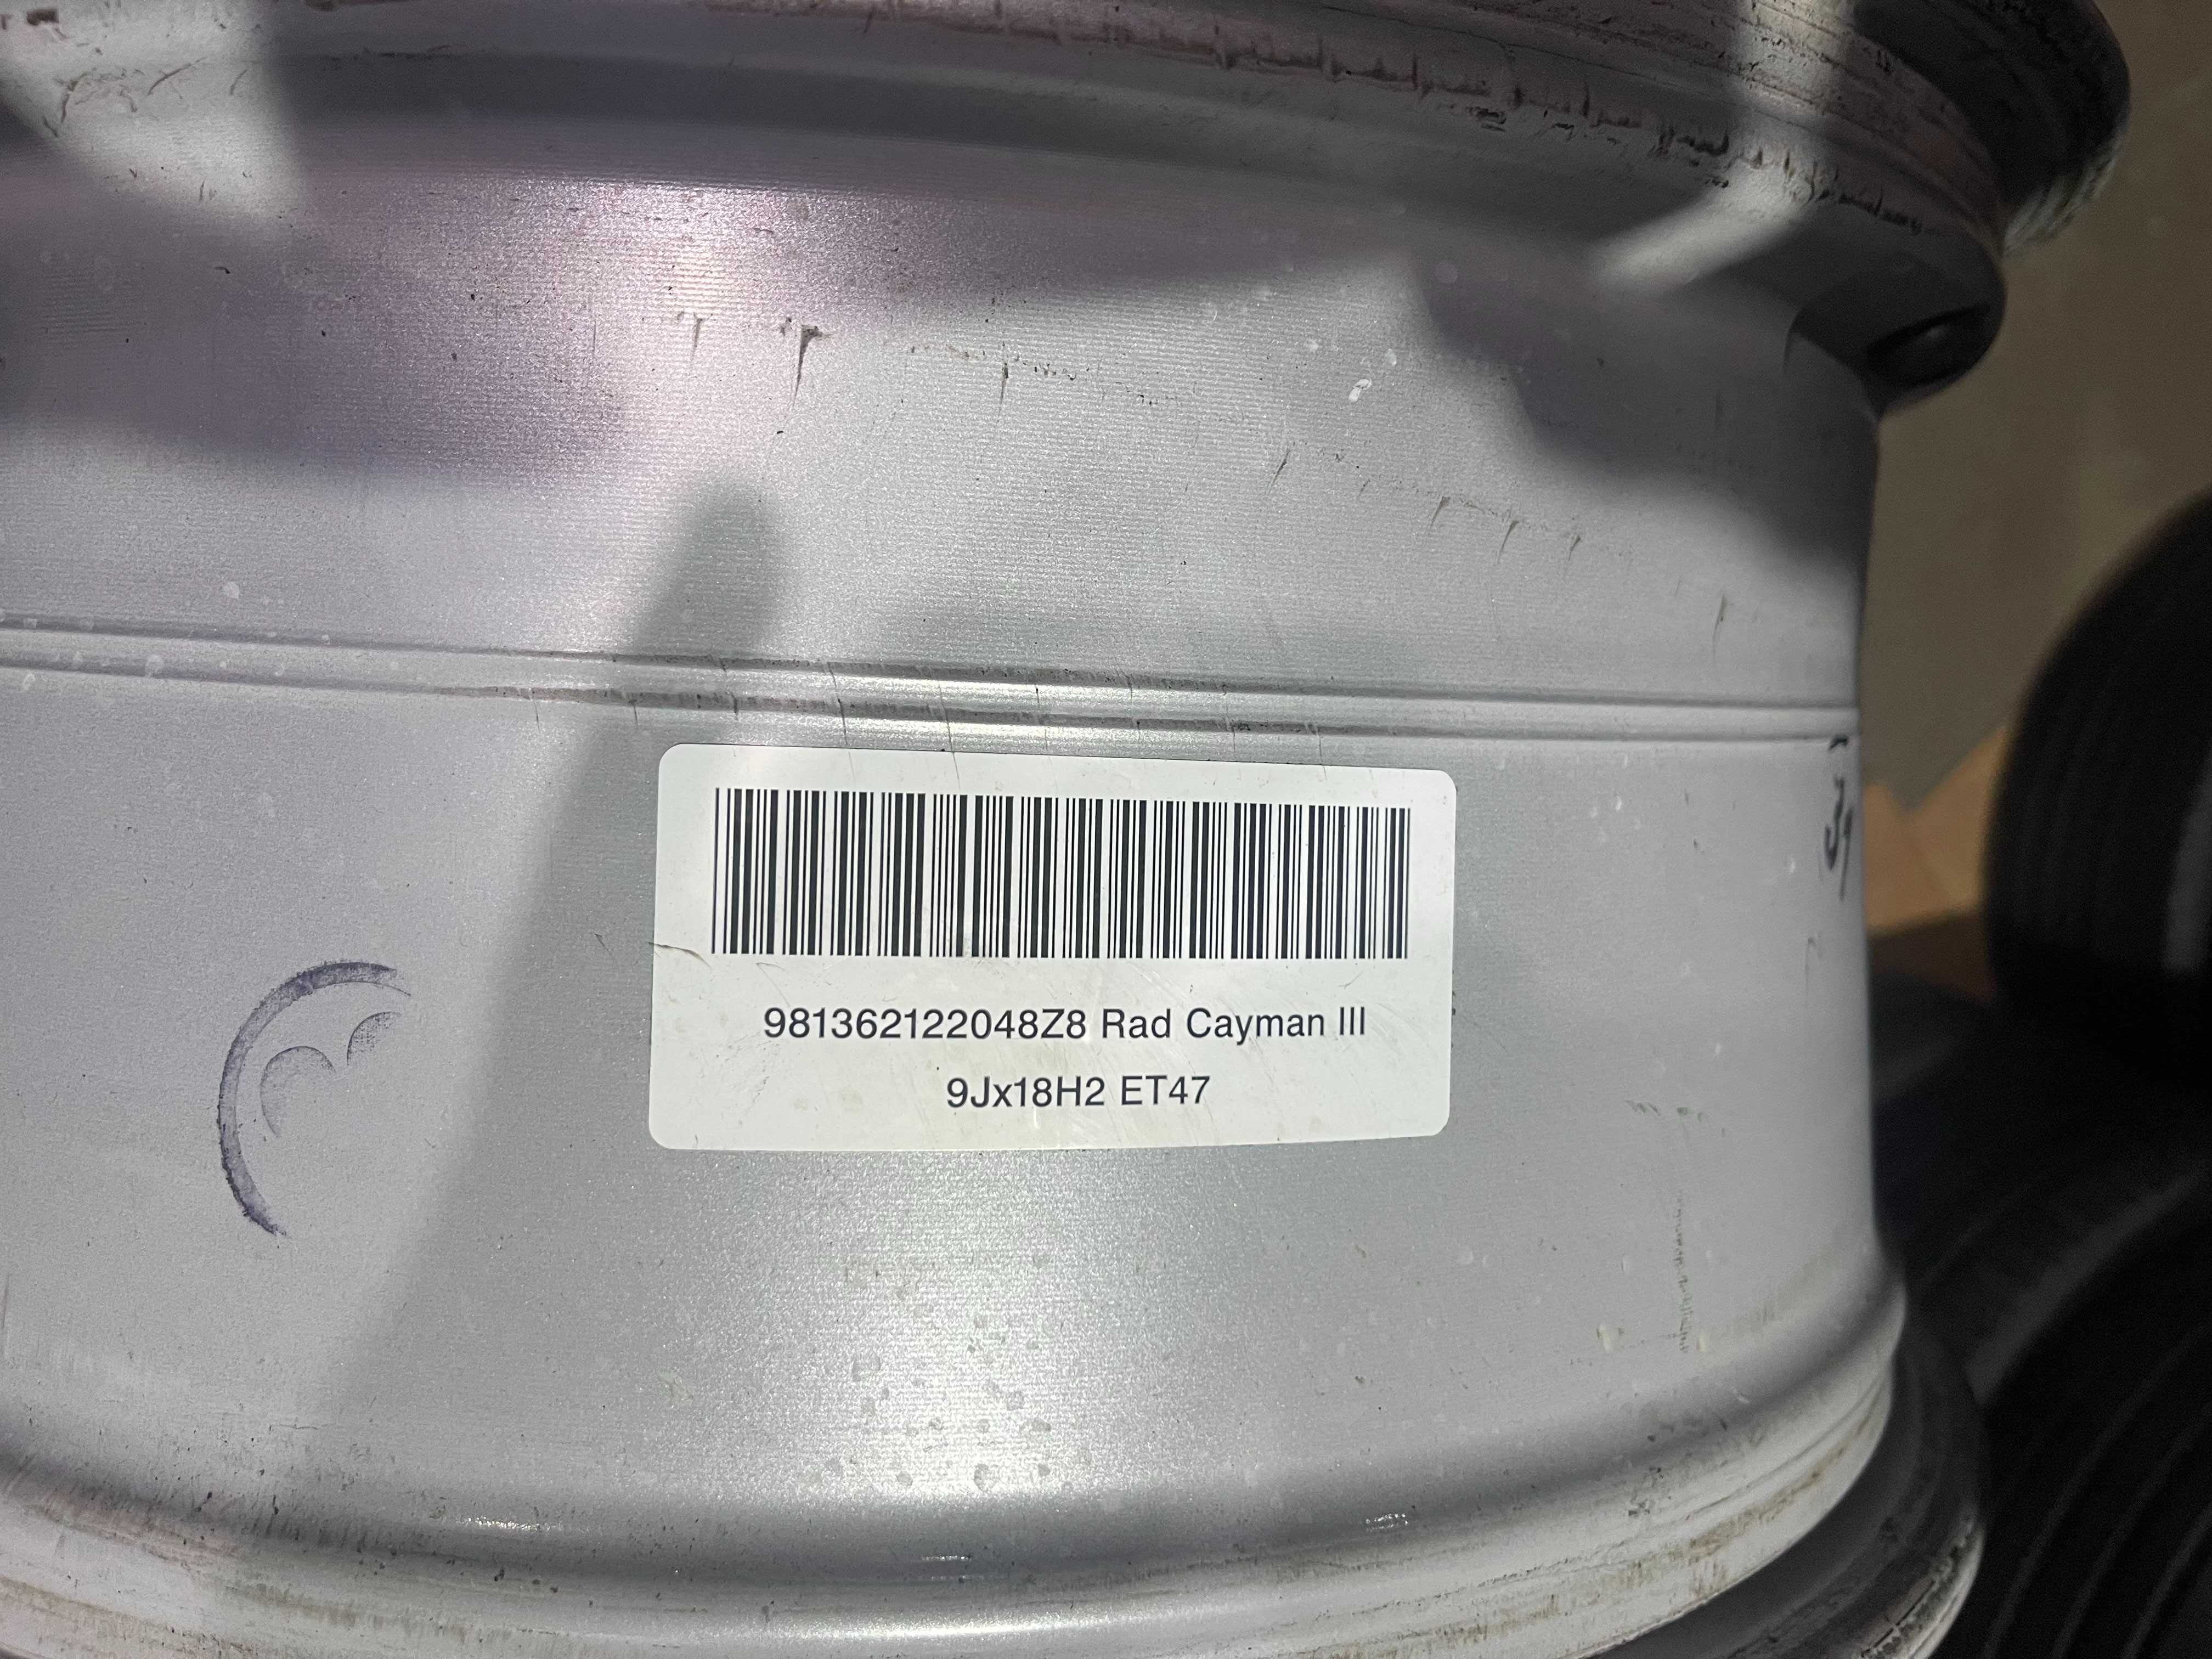 981362122048Z8 Rad Cayman III
9Jx18H2 ET47